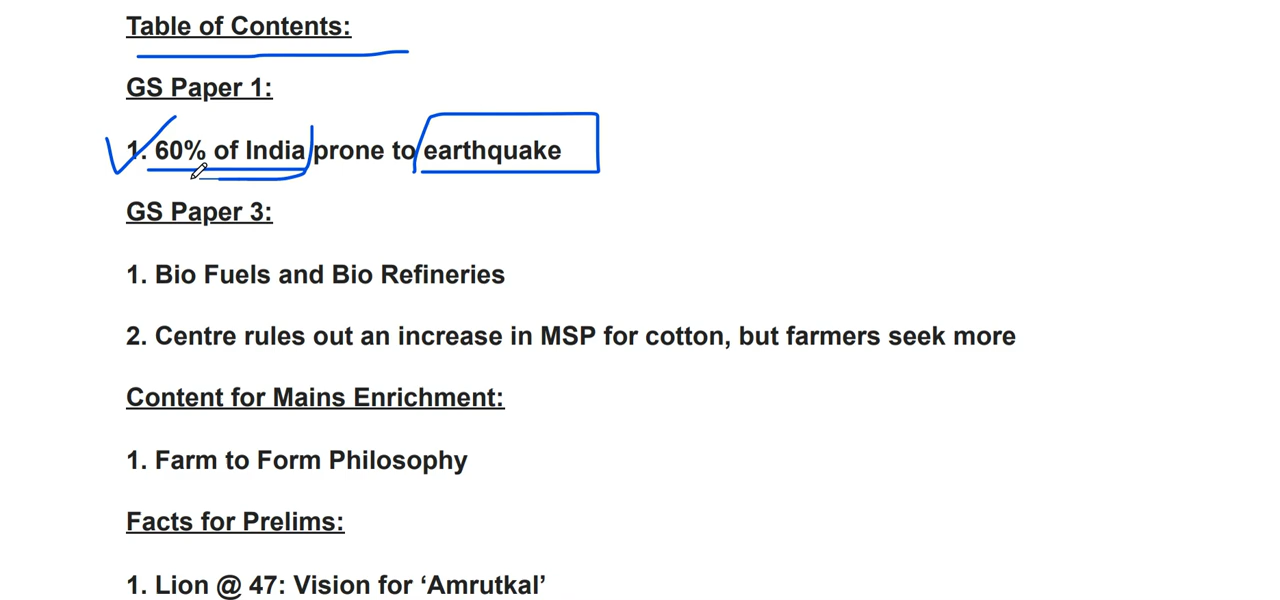 Table of Contents:
GS Paper 1:
1. 60% of India prone to earthquake
GS Paper 3:
1. Bio Fuels and Bio Refineries
2. Centre rules out an increase in MSP for cotton, but farmers seek more
Content for Mains Enrichment:
1. Farm to Form Philosophy
Facts for Prelims:
1. Lion @ 47: Vision for ‘Amrutkal’